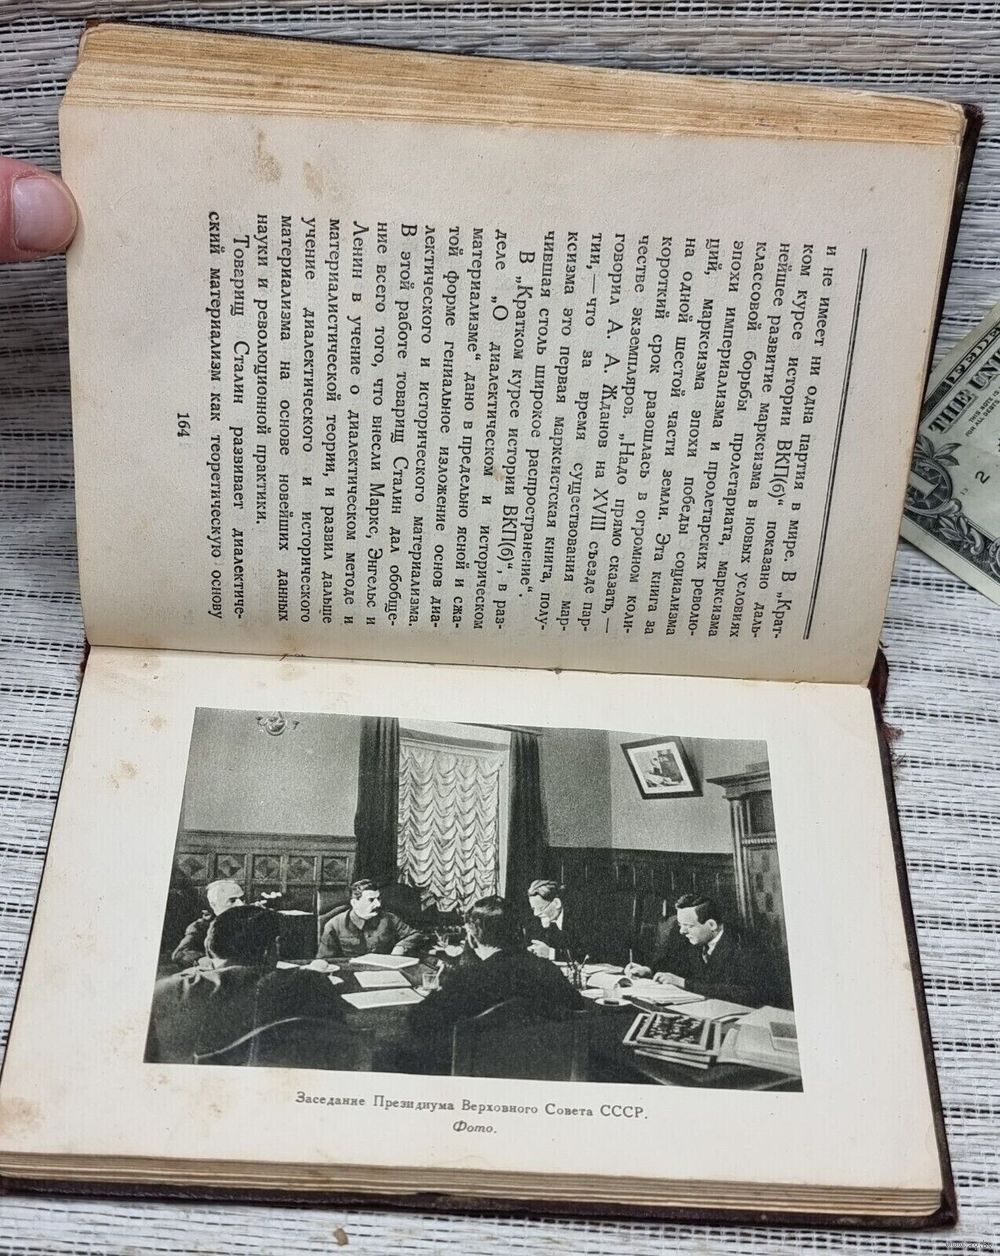 и не имеет ни одна партия в мире. В „Крат-
ком курсе истории ВКП(б)“ показано даль-
нейшее развитие марксизма в новых условиях
классовой борьбы пролетариата, марксизма
эпохи империализма и пролетарских револю-
ций, марксизма эпохи победы социализма
на одной шестой части земли. Эта книга за
короткий срок разошлась в огромном коли-
честве экземпляров. „Надо прямо сказать, —
говорил А. А. Жданов на XVIII съезде пар-
тии, — что за время существования мар-
ксизма это первая марксистская книга, полу-
чившая столь широкое распространение“.
В „Кратком курсе истории ВКП(б)“, в раз-
деле „О диалектическом и историческом
материализме“ дано в предельно ясной и сжа-
той форме гениальное изложение основ диа-
лектического и исторического материализма.
В этой работе товарищ Сталин дал обобще-
ние всего того, что внесли Маркс, Энгельс и
Ленин в учение о диалектическом методе и
материалистической теории, и развил дальше
учение диалектического и исторического
материализма на основе новейших данных
науки и революционной практики.
Товарищ Сталин развивает диалектиче-
ский материализм как теоретическую основу
164
Заседание Президиума Верховного Совета СССР.
Фото.
FEDE
THE UNITE
2